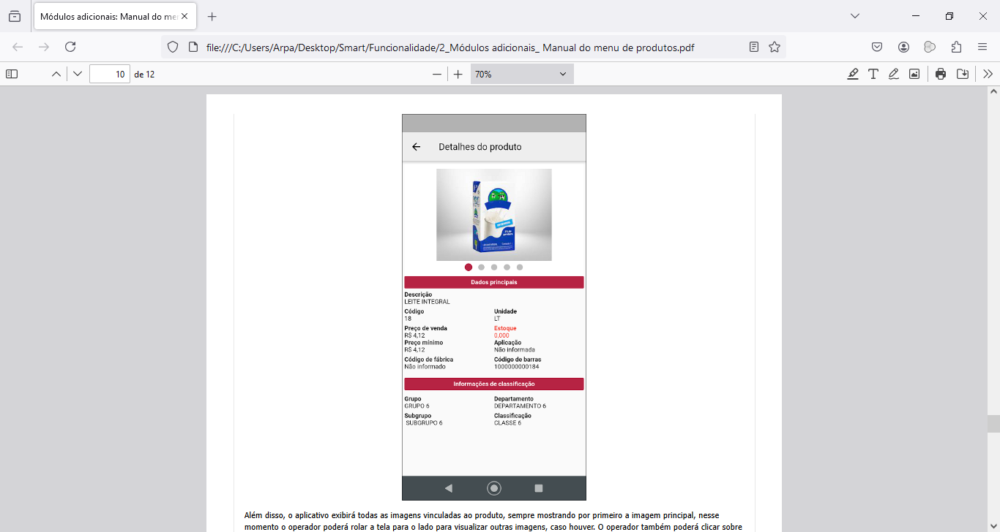 Módulos adicionais: Manual do me
file:///C:/Users/Arpa/Desktop/Smart/Funcionalidade/2_Módulos adicionais_ Manual do menu de produtos.pdf
10 de 12
70%
Detalhes do produto
Dados principais
Descrição
LEITE INTEGRAL
Código Unidade
18 LT
Preço de venda Estoque
R$ 4,12 0,000
Preço mínimo Aplicação
R$ 4,12 Não informada
Código de fábrica Código de barras
Não informado 1000000000184
Informações de classificação
Grupo Departamento
GRUPO 6 DEPARTAMENTO 6
Subgrupo Classificação
SUBGRUPO 6 CLASSE 6
Além disso, o aplicativo exibirá todas as imagens vinculadas ao produto, sempre mostrando por primeiro a imagem principal, nesse
momento o operador poderá rolar a tela para o lado para visualizar outras imagens, caso houver. O operador também poderá clicar sobre